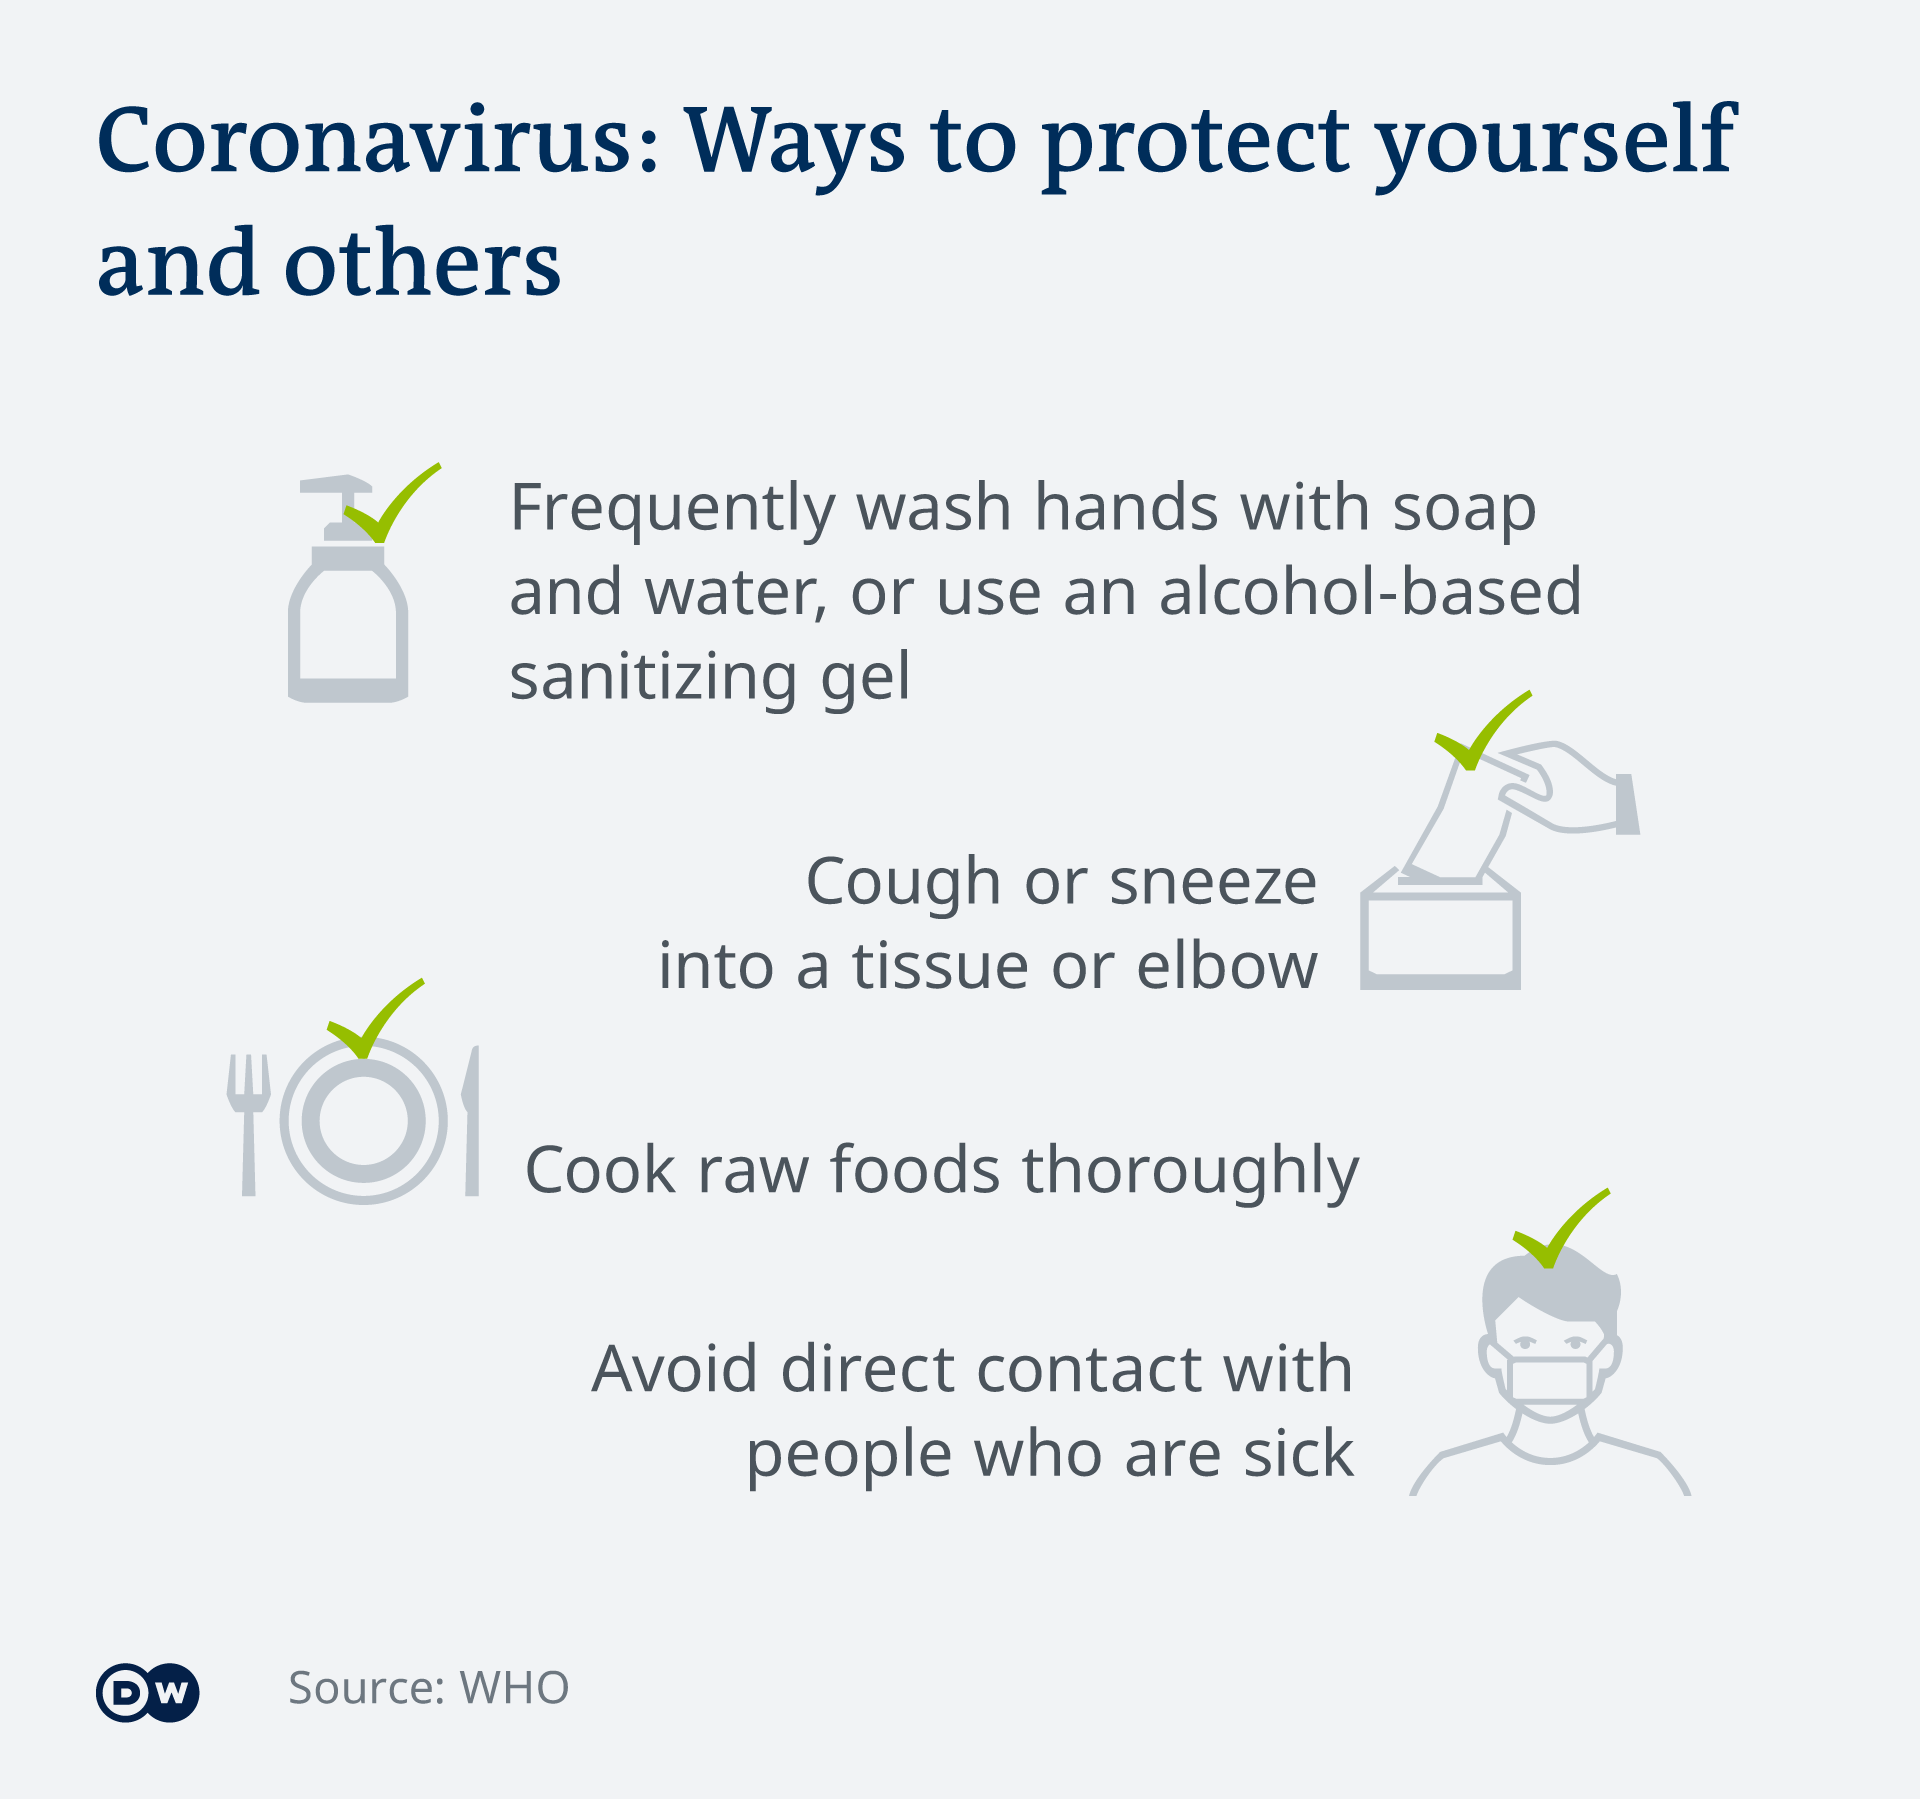 Coronavirus: Ways to protect yourself
and others
Frequently wash hands with soap
and water, or use an alcohol-based
sanitizing gel
Cough or sneeze
into a tissue or elbow
Cook raw foods thoroughly
Avoid direct contact with
people who are sick
DW
Source: WHO